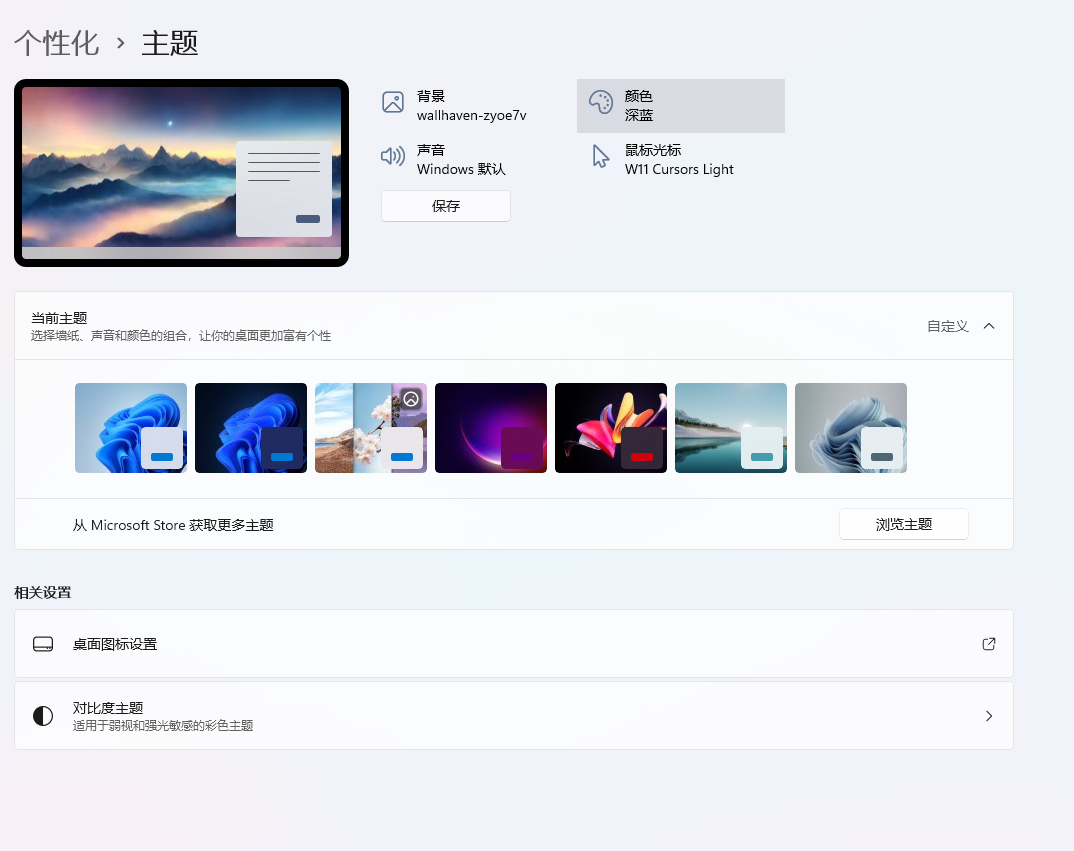 个性化 › 主题
背景
wallhaven-zyoe7v
颜色
深蓝
声音
Windows 默认
鼠标光标
W11 Cursors Light
保存
当前主题
选择墙纸、声音和颜色的组合，让你的桌面更加富有个性
自定义
从 Microsoft Store 获取更多主题
浏览主题
相关设置
桌面图标设置
对比度主题
适用于弱视和强光敏感的彩色主题